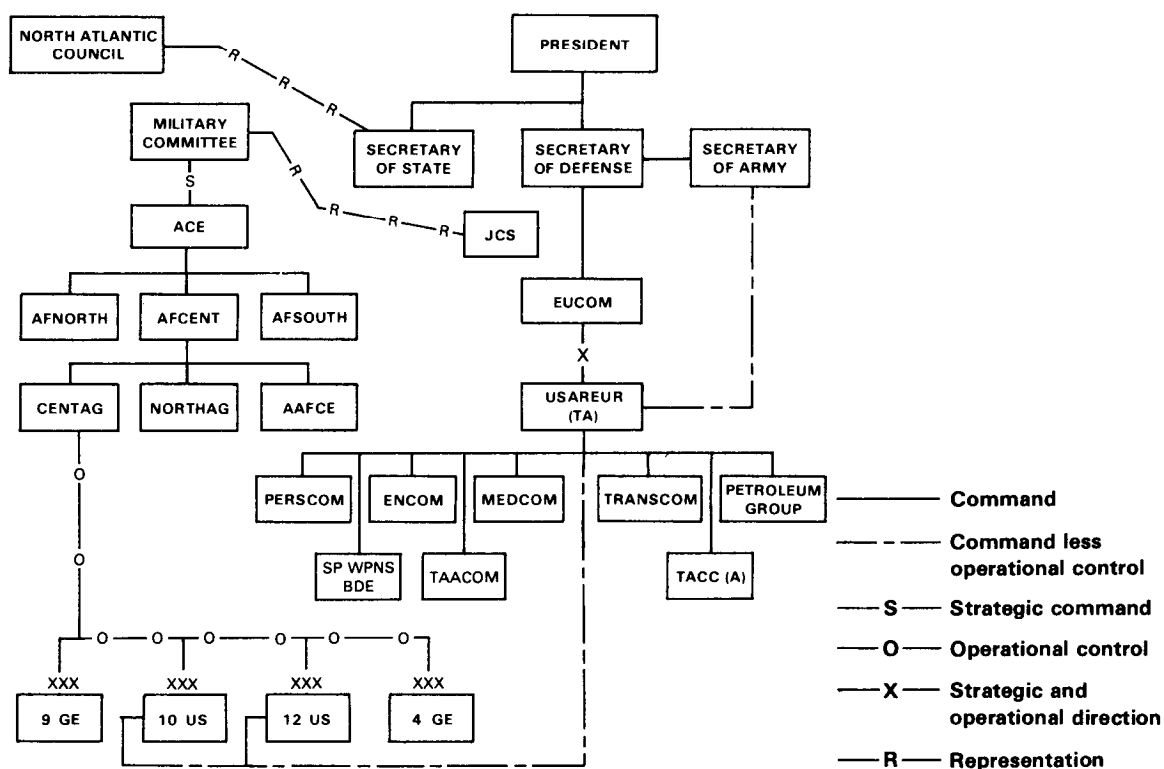 NORTH ATLANTIC
COUNCIL
PRESIDENT
R
R
R
MILITARY
COMMITTEE
SECRETARY
OF STATE
SECRETARY
OF DEFENSE
SECRETARY
OF ARMY
S
R
R
R
R
ACE
JCS
AFNORTH
AFCENT
AFSOUTH
EUCOM
X
CENTAG
NORTHAG
AAFCE
USAREUR
(TA)
O
O
PERSCOM
ENCOM
MEDCOM
TRANSCOM
PETROLEUM
GROUP
SP WPNS
BDE
TAACOM
TACC (A)
O
O
O
O
O
O
XXX
XXX
XXX
XXX
9 GE
10 US
12 US
4 GE
Command
Command less
operational control
S
Strategic command
O
Operational control
X
Strategic and
operational direction
R
Representation